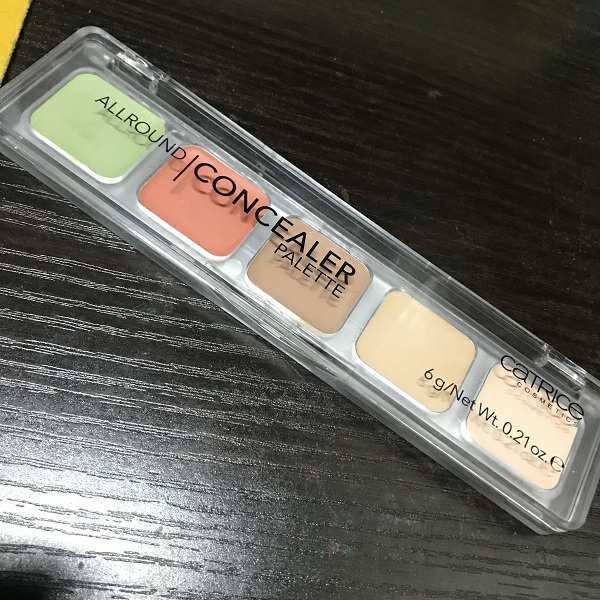 ALLROUND CONCEALER
PALETTE
CATRICE
COSMETICS
6 g/Net Wt. 0.21 oz. ℮